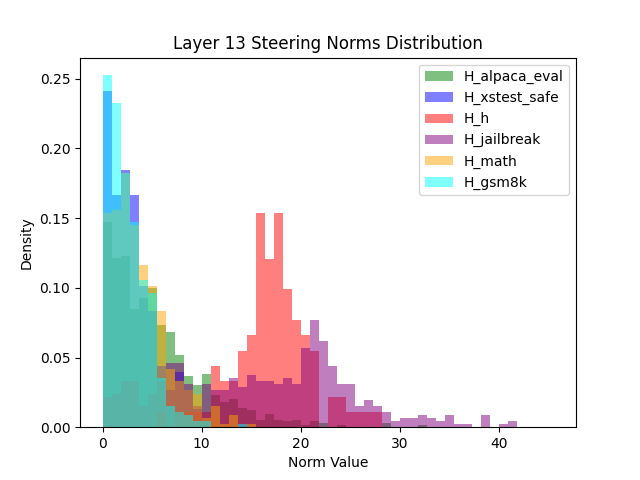 Layer 13 Steering Norms Distribution
H_alpaca_eval
H_xstest_safe
H_h
H_jailbreak
H_math
H_gsm8k
Density
0.25
0.20
0.15
0.10
0.05
0.00
0
10
20
30
40
Norm Value